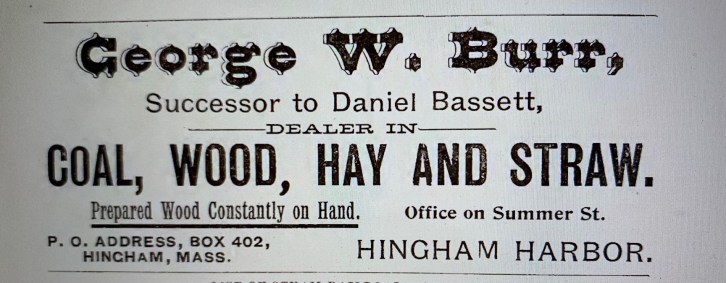 George W. Burr,
Successor to Daniel Bassett,
DEALER IN
COAL, WOOD, HAY AND STRAW.
Prepared Wood Constantly on Hand. Office on Summer St.
P. O. ADDRESS, BOX 402,
HINGHAM, MASS.
HINGHAM HARBOR.